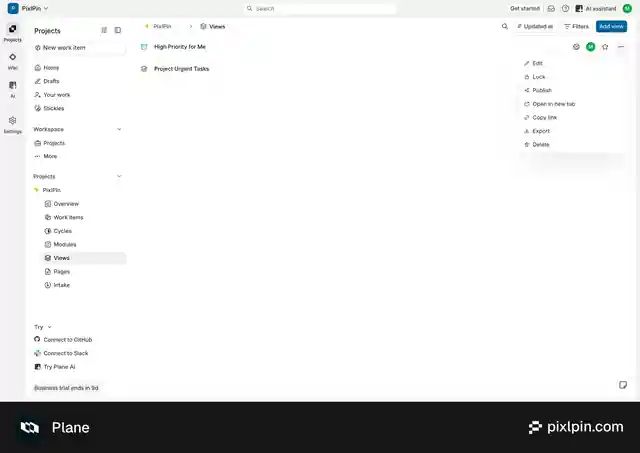 PixlPin
Search
Get started
AI assistant
M
Projects
Projects
PixlPin
Views
Updated at
Filters
Add view
New work item
High Priority for Me
M
Wiki
Home
Edit
Project Urgent Tasks
Drafts
Lock
AI
Your work
Publish
Stickies
Open in new tab
Copy link
Settings
Workspace
Export
Projects
Delete
More
Projects
PixlPin
Overview
Work items
Cycles
Modules
Views
Pages
Intake
Try
Connect to GitHub
Connect to Slack
Try Plane AI
Business trial ends in 9d
Plane
pixlpin.com